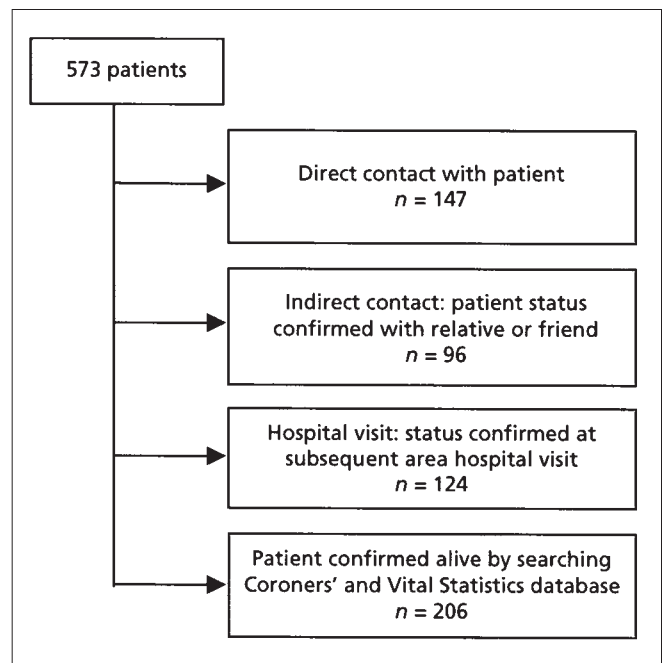 573 patients
Direct contact with patient
n = 147
Indirect contact: patient status
confirmed with relative or friend
n = 96
Hospital visit: status confirmed at
subsequent area hospital visit
n = 124
Patient confirmed alive by searching
Coroners’ and Vital Statistics database
n = 206